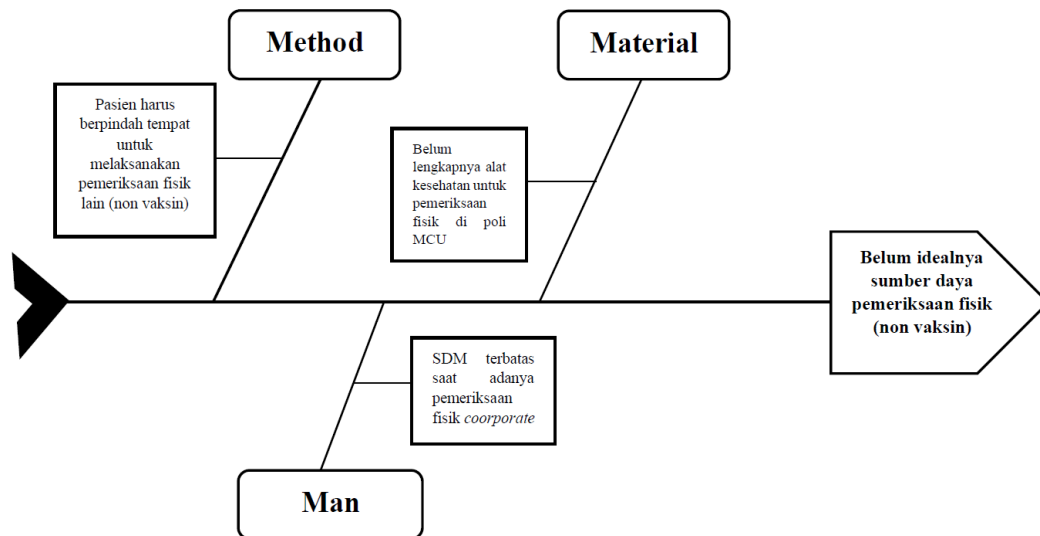 Method
Material
Pasien harus
berpindah tempat
untuk
melaksanakan
pemeriksaan fisik
lain (non vaksin)
Belum
lengkapnya alat
kesehatan untuk
pemeriksaan
fisik di poli
MCU
Belum idealnya
sumber daya
pemeriksaan fisik
(non vaksin)
SDM terbatas
saat adanya
pemeriksaan
fisik coorporate
Man